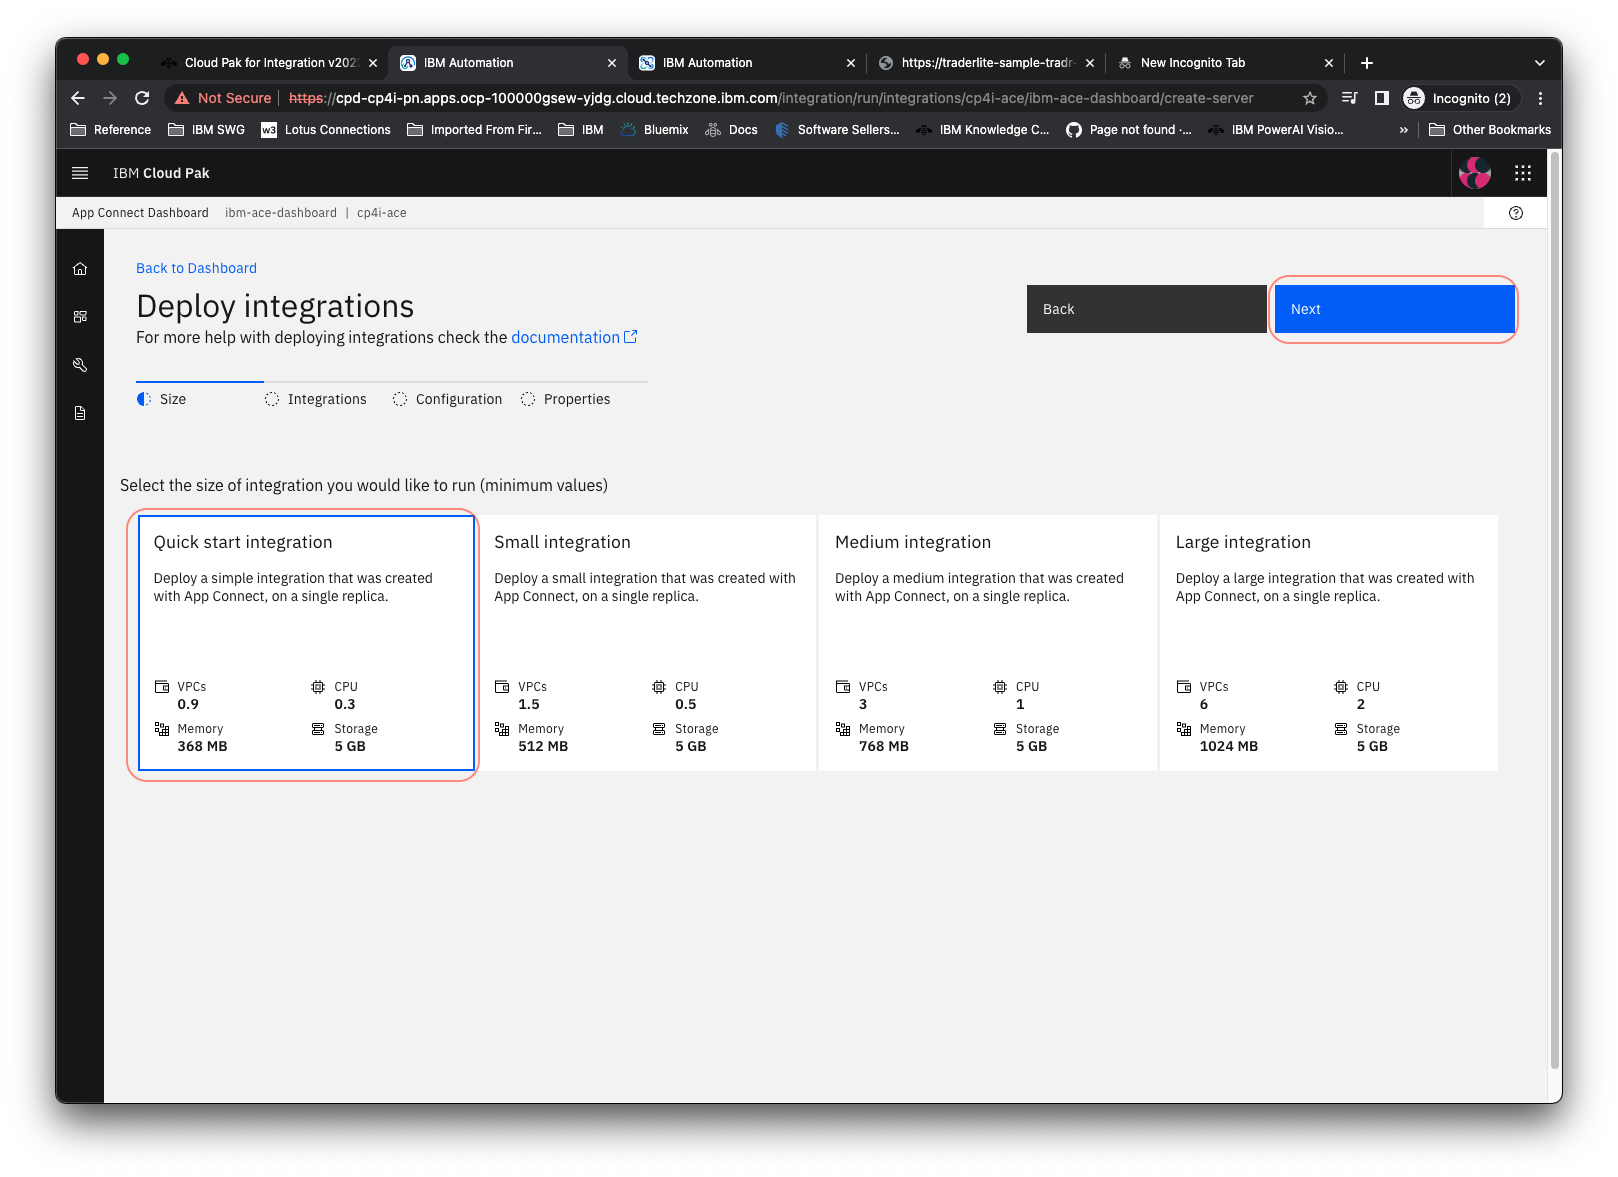 Cloud Pak for Integration v202
IBM Automation
IBM Automation
https://traderlite-sample-tradr-
New Incognito Tab
Not Secure
https://cpd-cp4i-pn.apps.ocp-100000gsew-yjdg.cloud.techzone.ibm.com/integration/run/integrations/cp4i-ace/ibm-ace-dashboard/create-server
Incognito (2)
Reference
IBM SWG
w3 Lotus Connections
Imported From Fir...
IBM
Bluemix
Docs
Software Sellers...
IBM Knowledge C...
Page not found ·...
IBM PowerAI Visio...
»
Other Bookmarks
IBM Cloud Pak
App Connect Dashboard ibm-ace-dashboard | cp4i-ace
Back to Dashboard
Deploy integrations
For more help with deploying integrations check the documentation
Back
Next
Size
Integrations
Configuration
Properties
Select the size of integration you would like to run (minimum values)
Quick start integration
Deploy a simple integration that was created
with App Connect, on a single replica.
VPCs
0.9
CPU
0.3
Memory
368 MB
Storage
5 GB
Small integration
Deploy a small integration that was created with
App Connect, on a single replica.
VPCs
1.5
CPU
0.5
Memory
512 MB
Storage
5 GB
Medium integration
Deploy a medium integration that was created
with App Connect, on a single replica.
VPCs
3
CPU
1
Memory
768 MB
Storage
5 GB
Large integration
Deploy a large integration that was created with
App Connect, on a single replica.
VPCs
6
CPU
2
Memory
1024 MB
Storage
5 GB